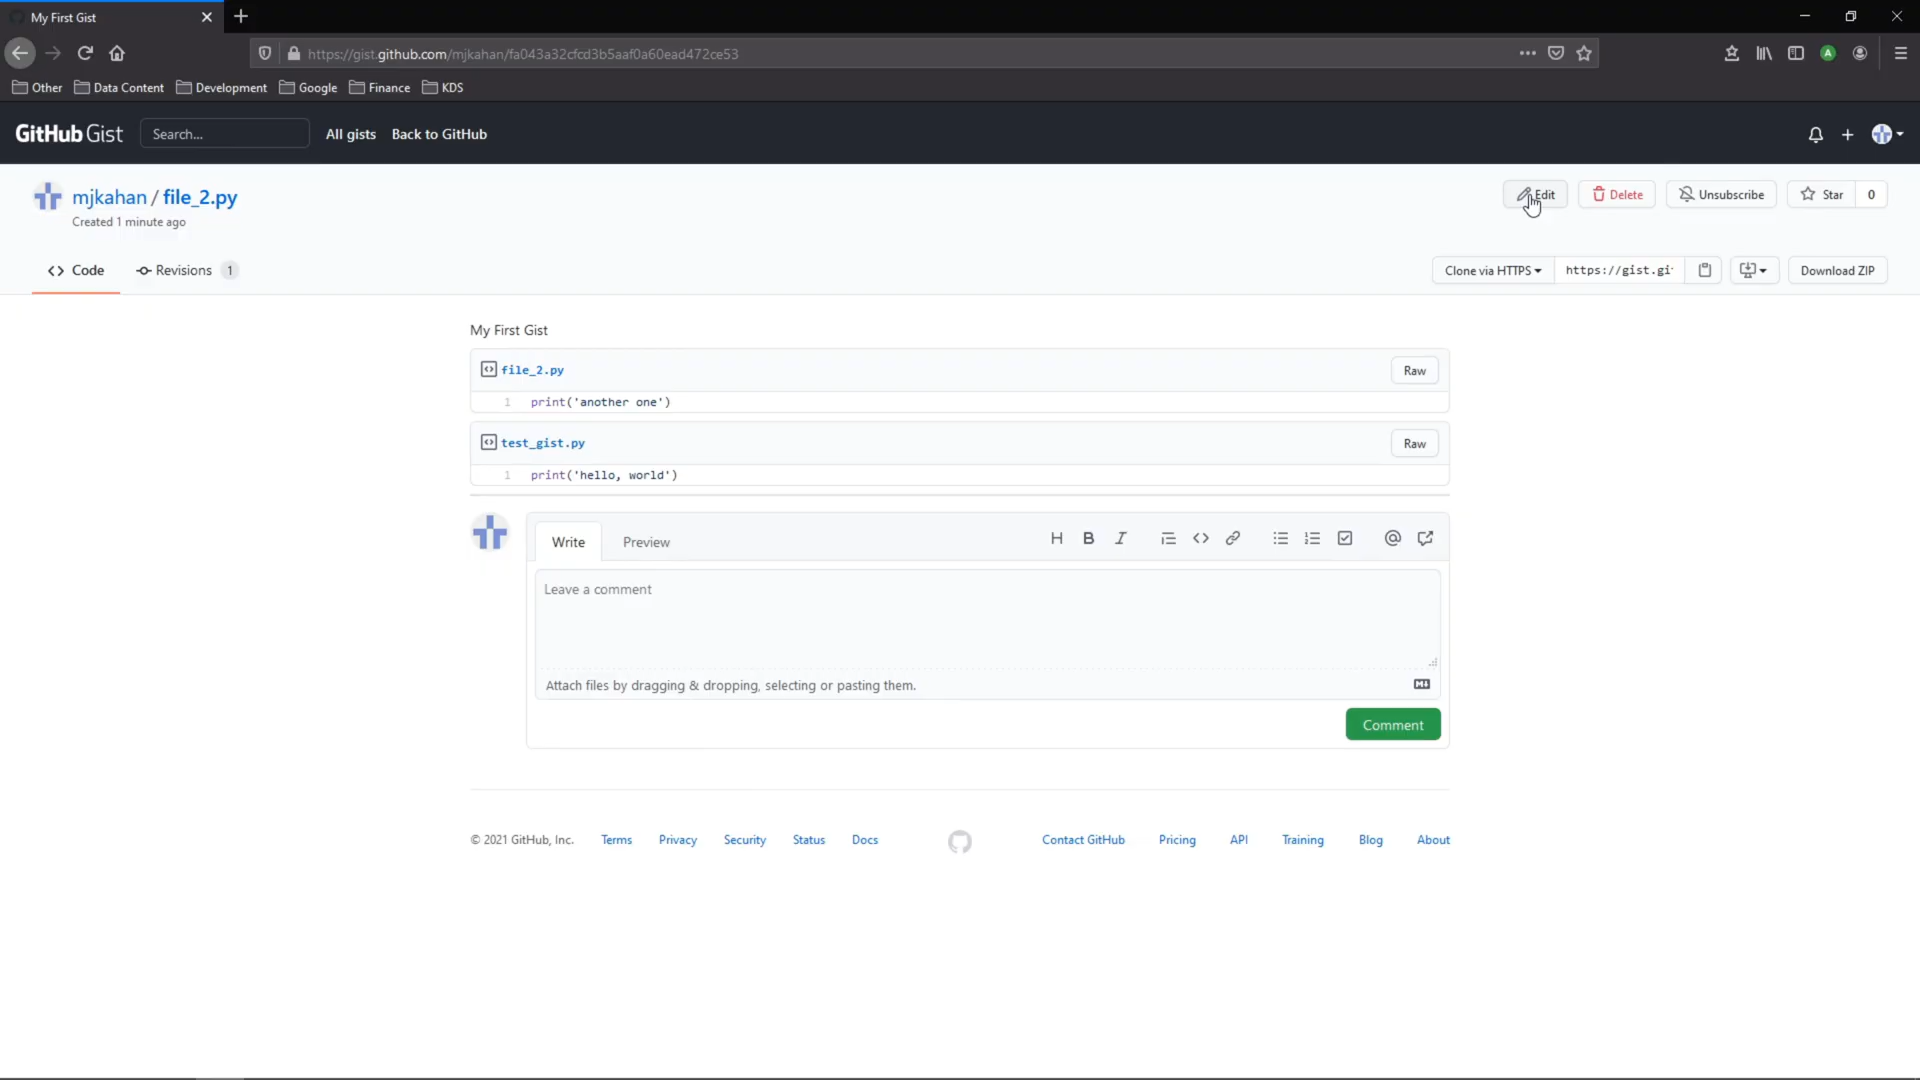 My First Gist
https://gist.github.com/mjkahan/fa043a32cfcd3b5aaf0a60ead472ce53
Other Data Content Development Google Finance KDS
A
GitHub Gist Search... All gists Back to GitHub
mjkahan / file_2.py
Edit Delete Unsubscribe Star 0
Created 1 minute ago
Code Revisions 1
Clone via HTTPS https://gist.gi Download ZIP
My First Gist
file_2.py Raw
1 print('another one')
test_gist.py Raw
1 print('hello, world')
Write Preview H B I
Leave a comment
Attach files by dragging & dropping, selecting or pasting them.
Comment
© 2021 GitHub, Inc. Terms Privacy Security Status Docs Contact GitHub Pricing API Training Blog About